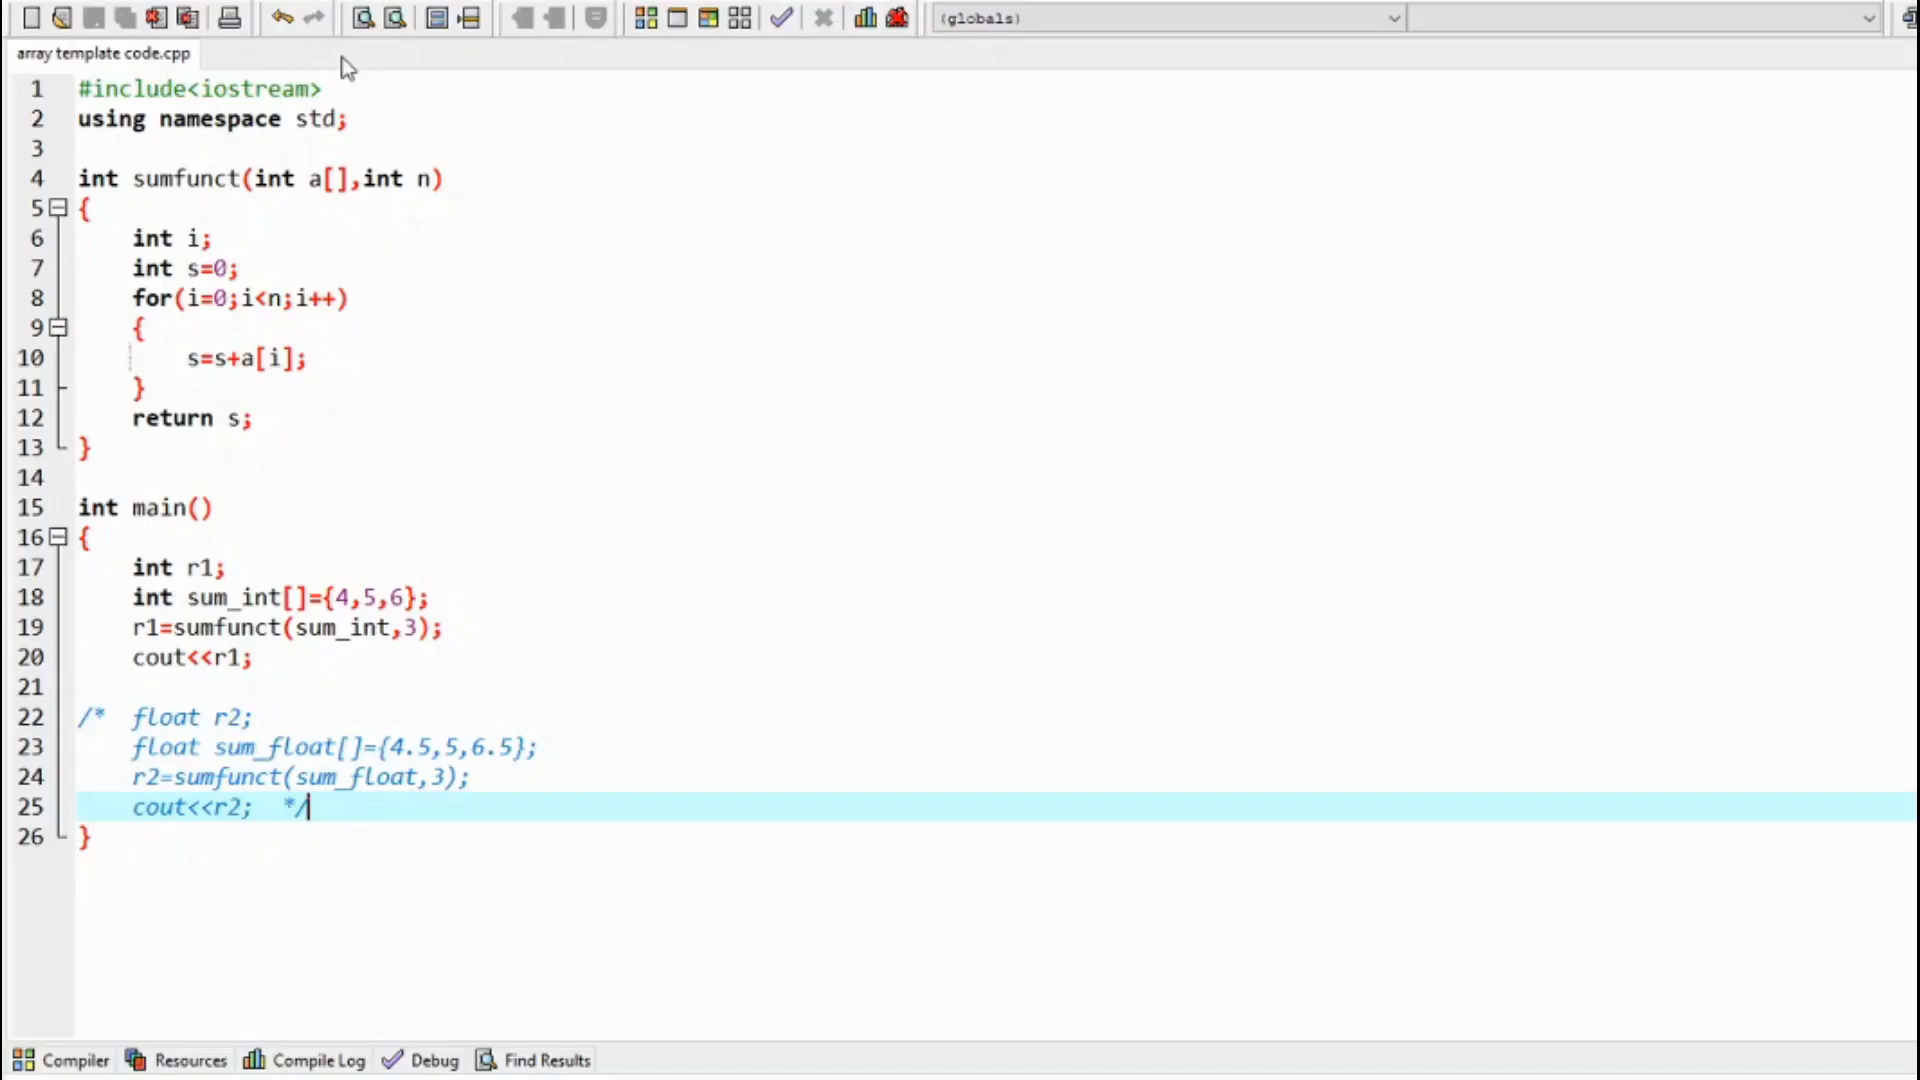 (globals)
array template code.cpp
1 #include<iostream>
2 using namespace std;
3
4 int sumfunct(int a[],int n)
5 {
6 int i;
7 int s=0;
8 for(i=0;i<n;i++)
9 {
10 s=s+a[i];
11 }
12 return s;
13 }
14
15 int main()
16 {
17 int r1;
18 int sum_int[]={4,5,6};
19 r1=sumfunct(sum_int,3);
20 cout<<r1;
21
22 /* float r2;
23 float sum_float[]={4.5,5,6.5};
24 r2=sumfunct(sum_float,3);
25 cout<<r2; */
26 }
Compiler Resources Compile Log Debug Find Results